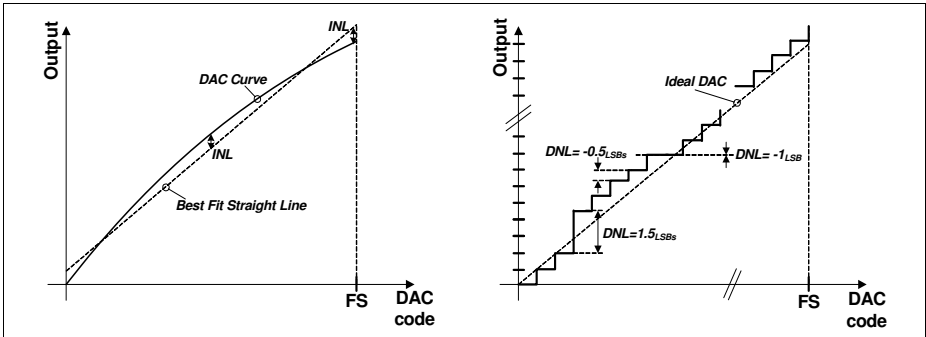 Output
INL
DAC Curve
INL
Best Fit Straight Line
FS
DAC
code
Output
Ideal DAC
DNL= -0.5LSBs
DNL= -1LSB
DNL=1.5LSBs
FS
DAC
code